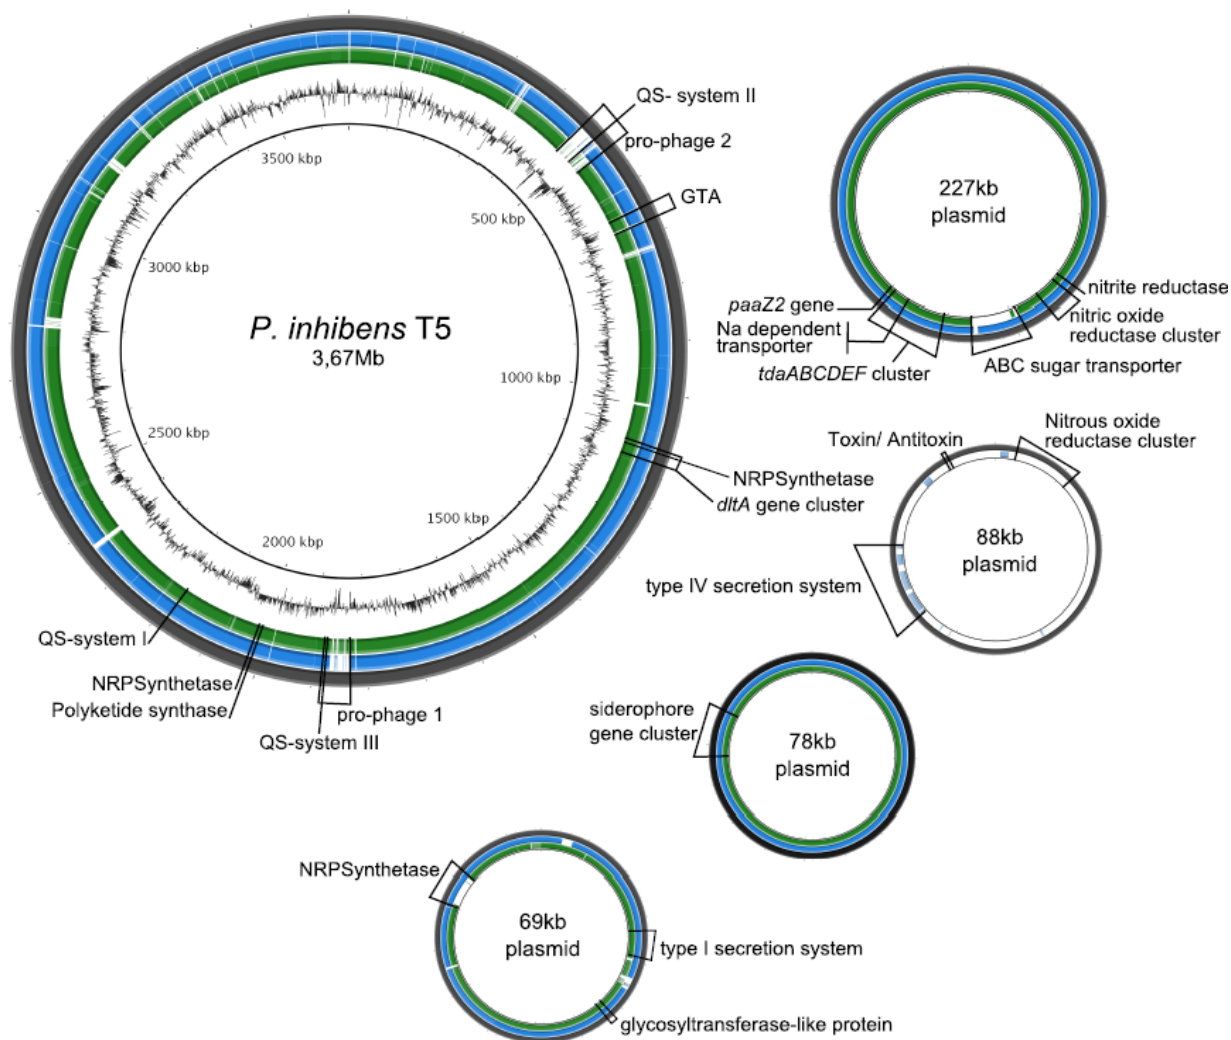 QS- system II
pro-phage 2
GTA
3500 kbp
500 kbp
3000 kbp
P. inhibens T5
3,67Mb
1000 kbp
2500 kbp
NRPSynthetase
dltA gene cluster
1500 kbp
2000 kbp
QS-system I
NRPSynthetase
Polyketide synthase
pro-phage 1
QS-system III
227kb
plasmid
nitrite reductase
paaZ2 gene
nitric oxide
reductase cluster
Na dependent
transporter
ABC sugar transporter
tdaABCDEF cluster
Nitrous oxide
reductase cluster
Toxin/ Antitoxin
88kb
plasmid
type IV secretion system
siderophore
gene cluster
78kb
plasmid
NRPSynthetase
69kb
plasmid
type I secretion system
glycosyltransferase-like protein